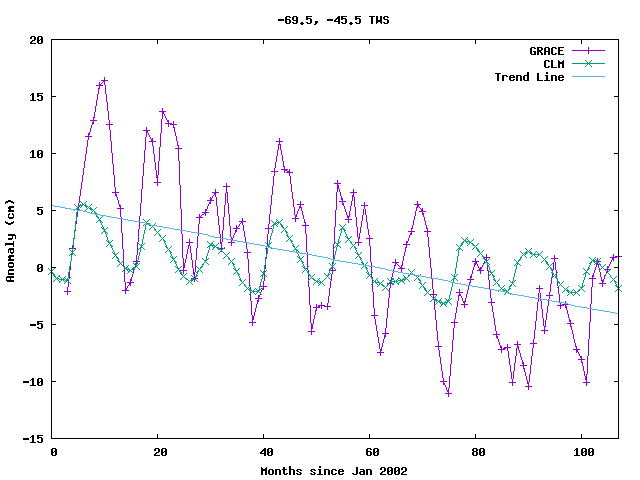 -69.5, -45.5 TWS
GRACE
CLM
Trend Line
20
15
10
5
0
-5
-10
-15
Anomaly (cm)
0 20 40 60 80 100
Months since Jan 2002